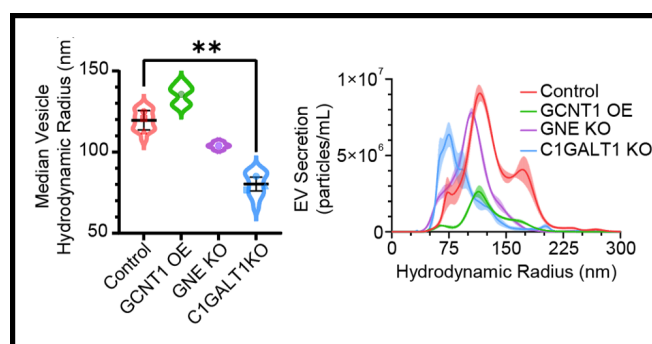 **
Median Vesicle
Hydrodynamic Radius (nm)
150
100
50
Control
GCNT1 OE
GNE KO
C1GALT1KO
EV Secretion
(particles/mL)
1×10⁷
5×10⁶
0
Control
GCNT1 OE
GNE KO
C1GALT1 KO
0 75 150 225 300
Hydrodynamic Radius (nm)